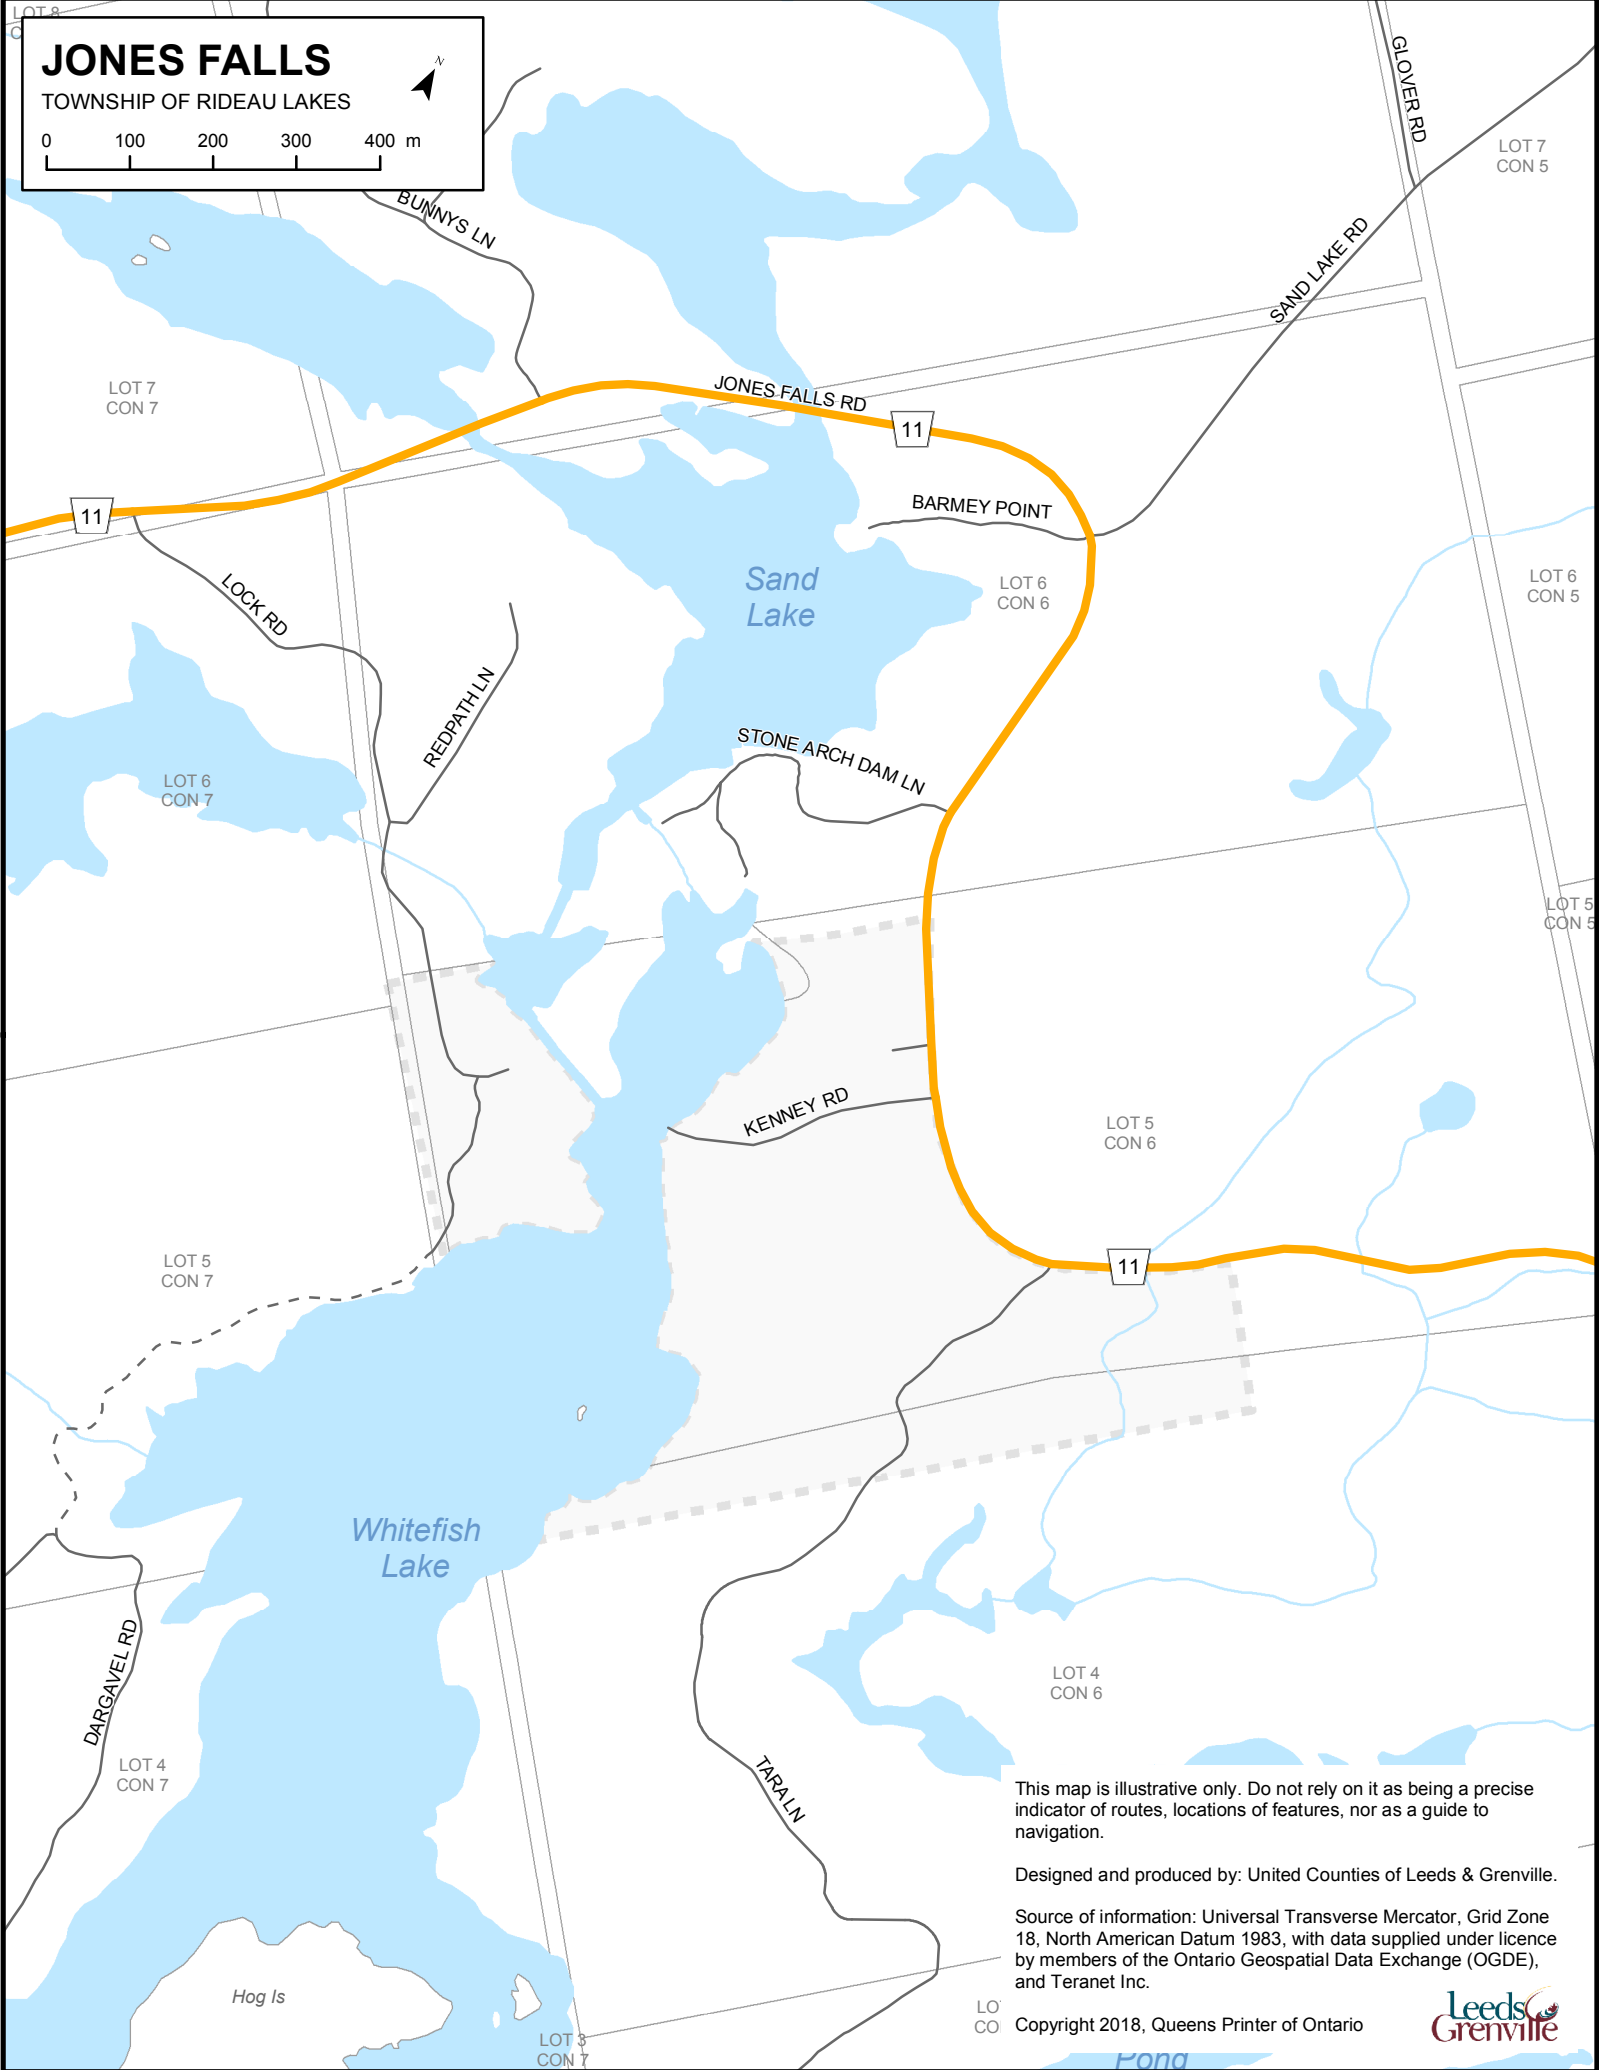 LOT 8
JONES FALLS
N
TOWNSHIP OF RIDEAU LAKES
0 100 200 300 400 m
GLOVER RD
LOT 7
CON 5
BUNNYS LN
SAND LAKE RD
LOT 7
CON 7
JONES FALLS RD
11
11
BARMEY POINT
Sand
Lake
LOT 6
CON 6
LOT 6
CON 5
LOCK RD
REDPATH LN
STONE ARCH DAM LN
LOT 6
CON 7
LOT 5
CON 5
KENNEY RD
LOT 5
CON 6
LOT 5
CON 7
11
Whitefish
Lake
DARGAVEL RD
LOT 4
CON 6
LOT 4
CON 7
TARA LN
This map is illustrative only. Do not rely on it as being a precise
indicator of routes, locations of features, nor as a guide to
navigation.
Designed and produced by: United Counties of Leeds & Grenville.
Source of information: Universal Transverse Mercator, Grid Zone
18, North American Datum 1983, with data supplied under licence
by members of the Ontario Geospatial Data Exchange (OGDE),
and Teranet Inc.
Copyright 2018, Queens Printer of Ontario
Leeds
Grenville
Hog Is
LO
CO
LOT 3
CON 7
Pond